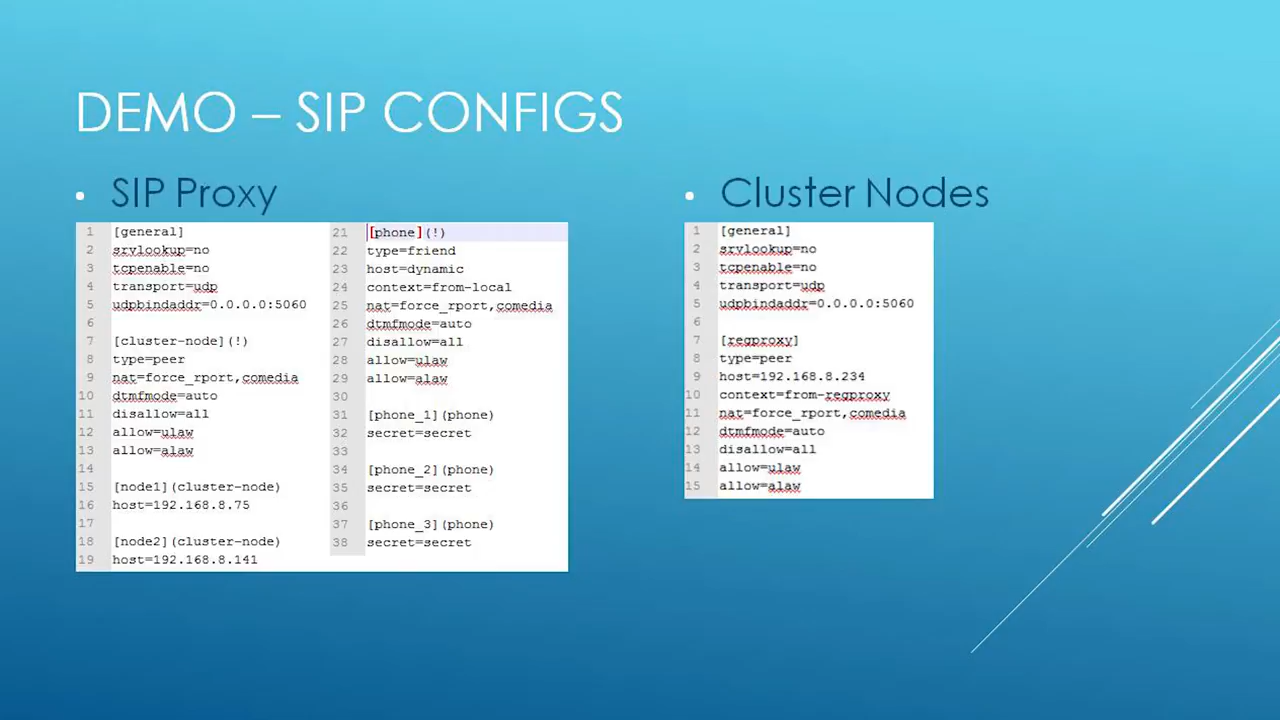 DEMO – SIP CONFIGS
• SIP Proxy
1 [general]
2 srvlookup=no
3 tcpenable=no
4 transport=udp
5 udpbindaddr=0.0.0.0:5060
6
7 [cluster-node](!)
8 type=peer
9 nat=force_rport,comedia
10 dtmfmode=auto
11 disallow=all
12 allow=ulaw
13 allow=alaw
14
15 [node1](cluster-node)
16 host=192.168.8.75
17
18 [node2](cluster-node)
19 host=192.168.8.141
21 [phone](!)
22 type=friend
23 host=dynamic
24 context=from-local
25 nat=force_rport,comedia
26 dtmfmode=auto
27 disallow=all
28 allow=ulaw
29 allow=alaw
30
31 [phone_1](phone)
32 secret=secret
33
34 [phone_2](phone)
35 secret=secret
36
37 [phone_3](phone)
38 secret=secret
• Cluster Nodes
1 [general]
2 srvlookup=no
3 tcpenable=no
4 transport=udp
5 udpbindaddr=0.0.0.0:5060
6
7 [regproxy]
8 type=peer
9 host=192.168.8.234
10 context=from-regproxy
11 nat=force_rport,comedia
12 dtmfmode=auto
13 disallow=all
14 allow=ulaw
15 allow=alaw